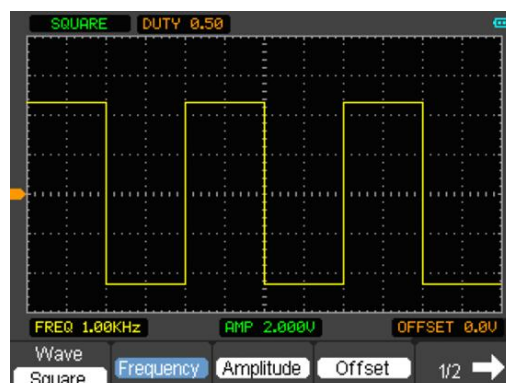 SQUARE DUTY 0.50
FREQ 1.00KHz AMP 2.000V OFFSET 0.0V
Wave
Square Frequency Amplitude Offset 1/2